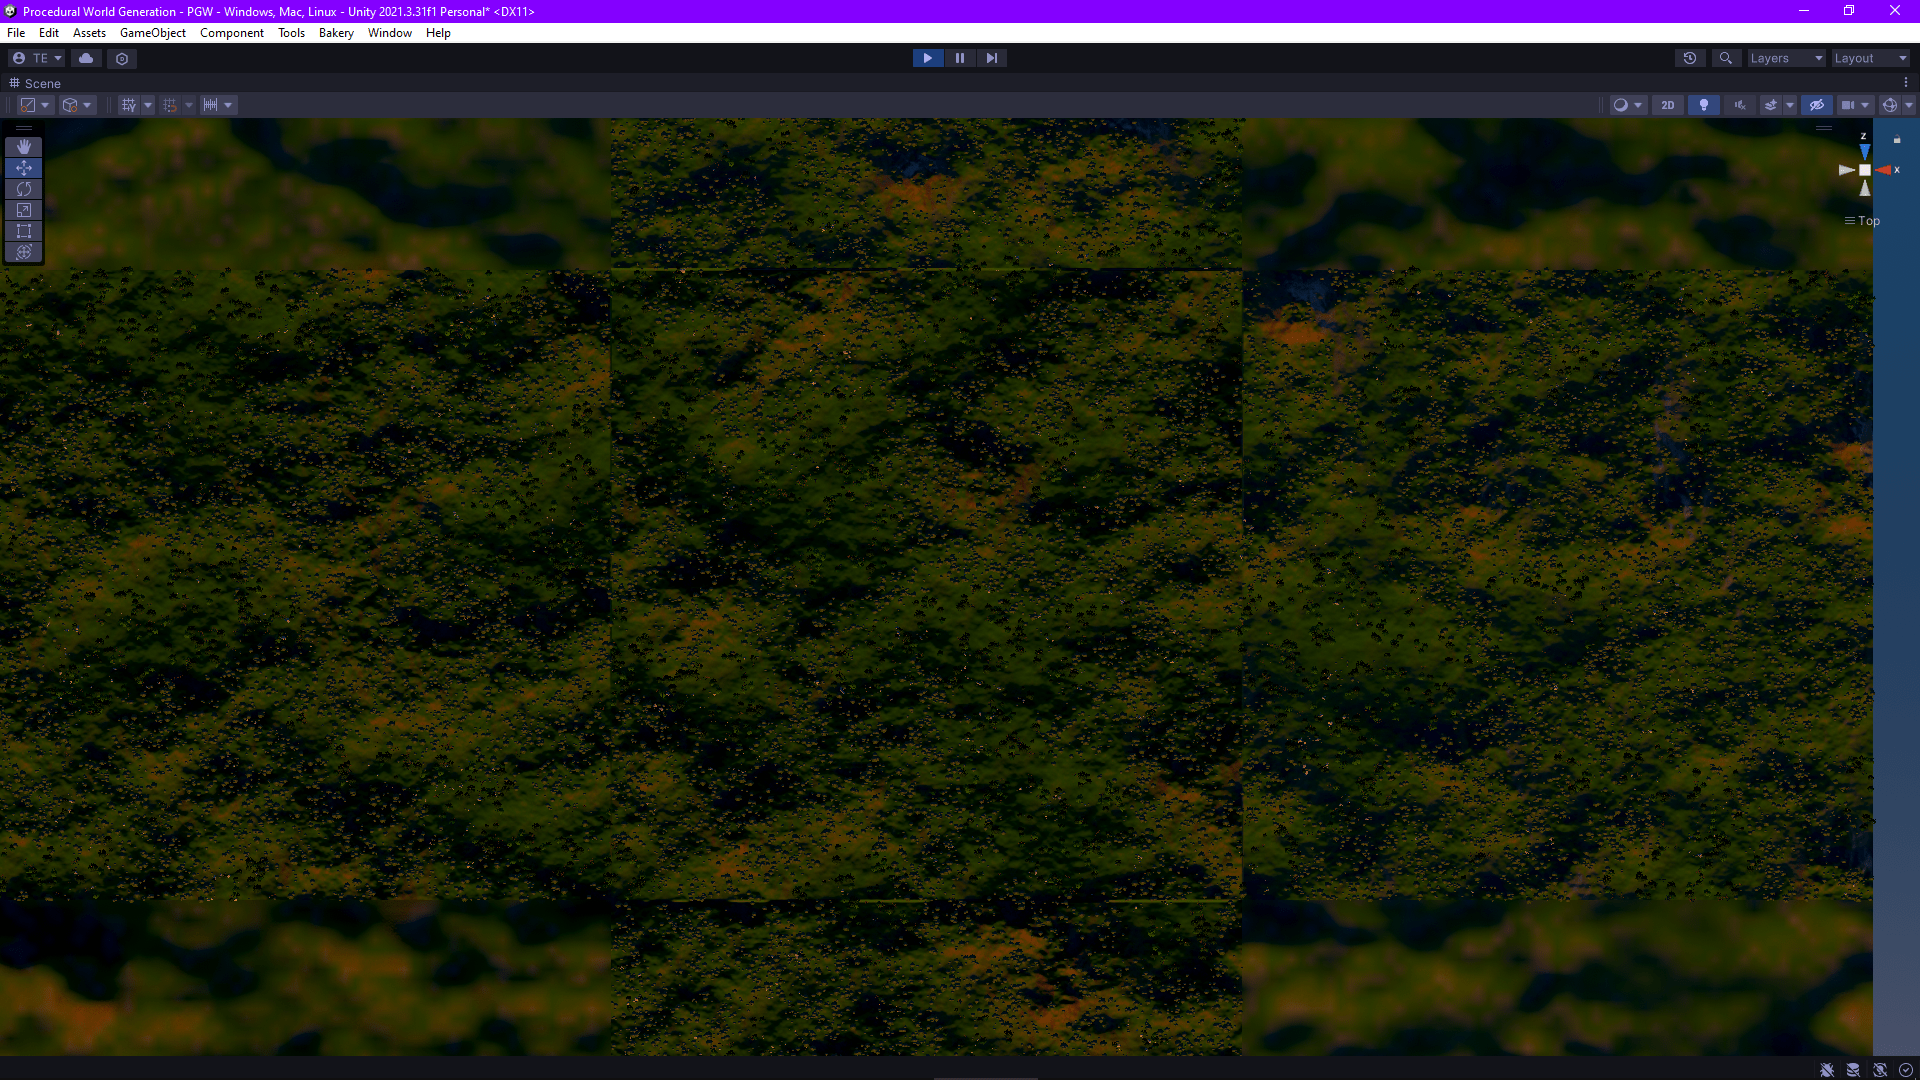 Procedural World Generation - PGW - Windows, Mac, Linux - Unity 2021.3.31f1 Personal* <DX11>
File Edit Assets GameObject Component Tools Bakery Window Help
TE Layers Layout
Scene
2D
z
x
Top